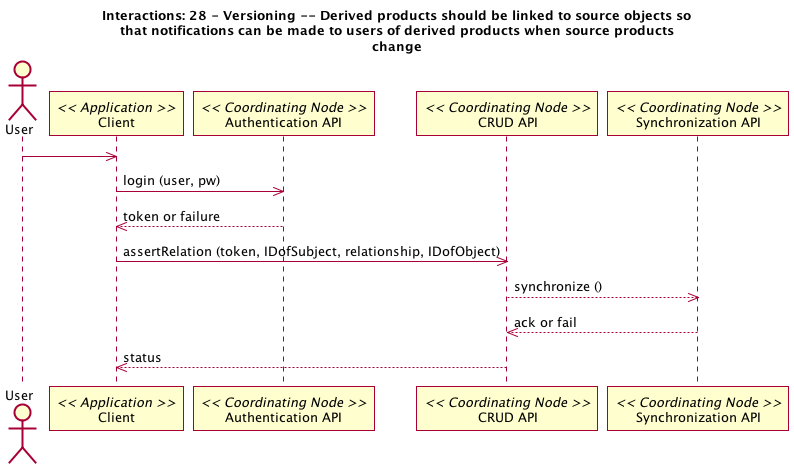 Interactions: 28 - Versioning -- Derived products should be linked to source objects so
that notifications can be made to users of derived products when source products
change
User
<< Application >>
Client
<< Coordinating Node >>
Authentication API
<< Coordinating Node >>
CRUD API
<< Coordinating Node >>
Synchronization API
login (user, pw)
token or failure
assertRelation (token, IDofSubject, relationship, IDofObject)
synchronize ()
ack or fail
status
User
<< Application >>
Client
<< Coordinating Node >>
Authentication API
<< Coordinating Node >>
CRUD API
<< Coordinating Node >>
Synchronization API